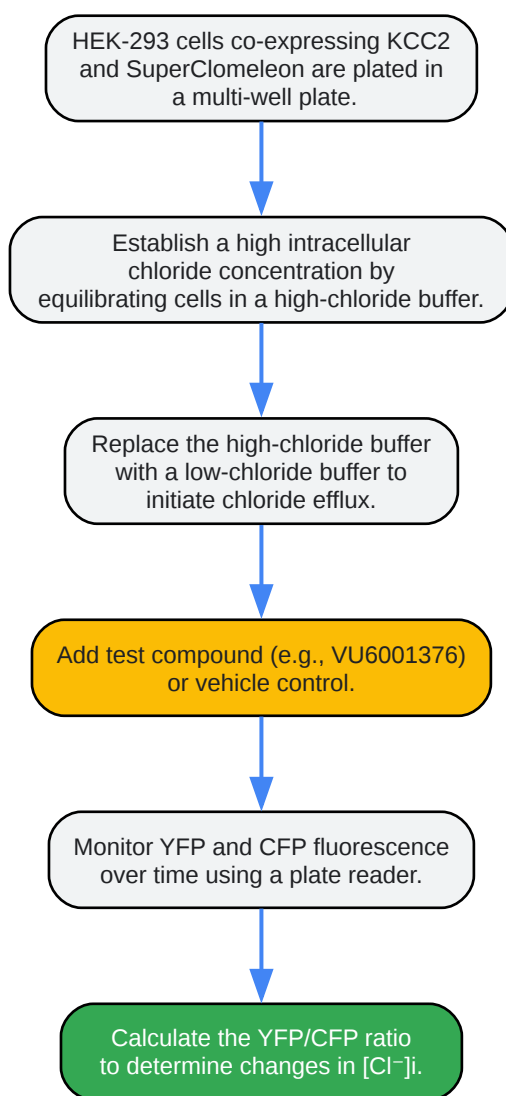 HEK-293 cells co-expressing KCC2
and SuperClomeleon are plated in
a multi-well plate.
Establish a high intracellular
chloride concentration by
equilibrating cells in a high-chloride buffer.
Replace the high-chloride buffer
with a low-chloride buffer to
initiate chloride efflux.
Add test compound (e.g., VU6001376)
or vehicle control.
Monitor YFP and CFP fluorescence
over time using a plate reader.
Calculate the YFP/CFP ratio
to determine changes in [Cl⁻]i.